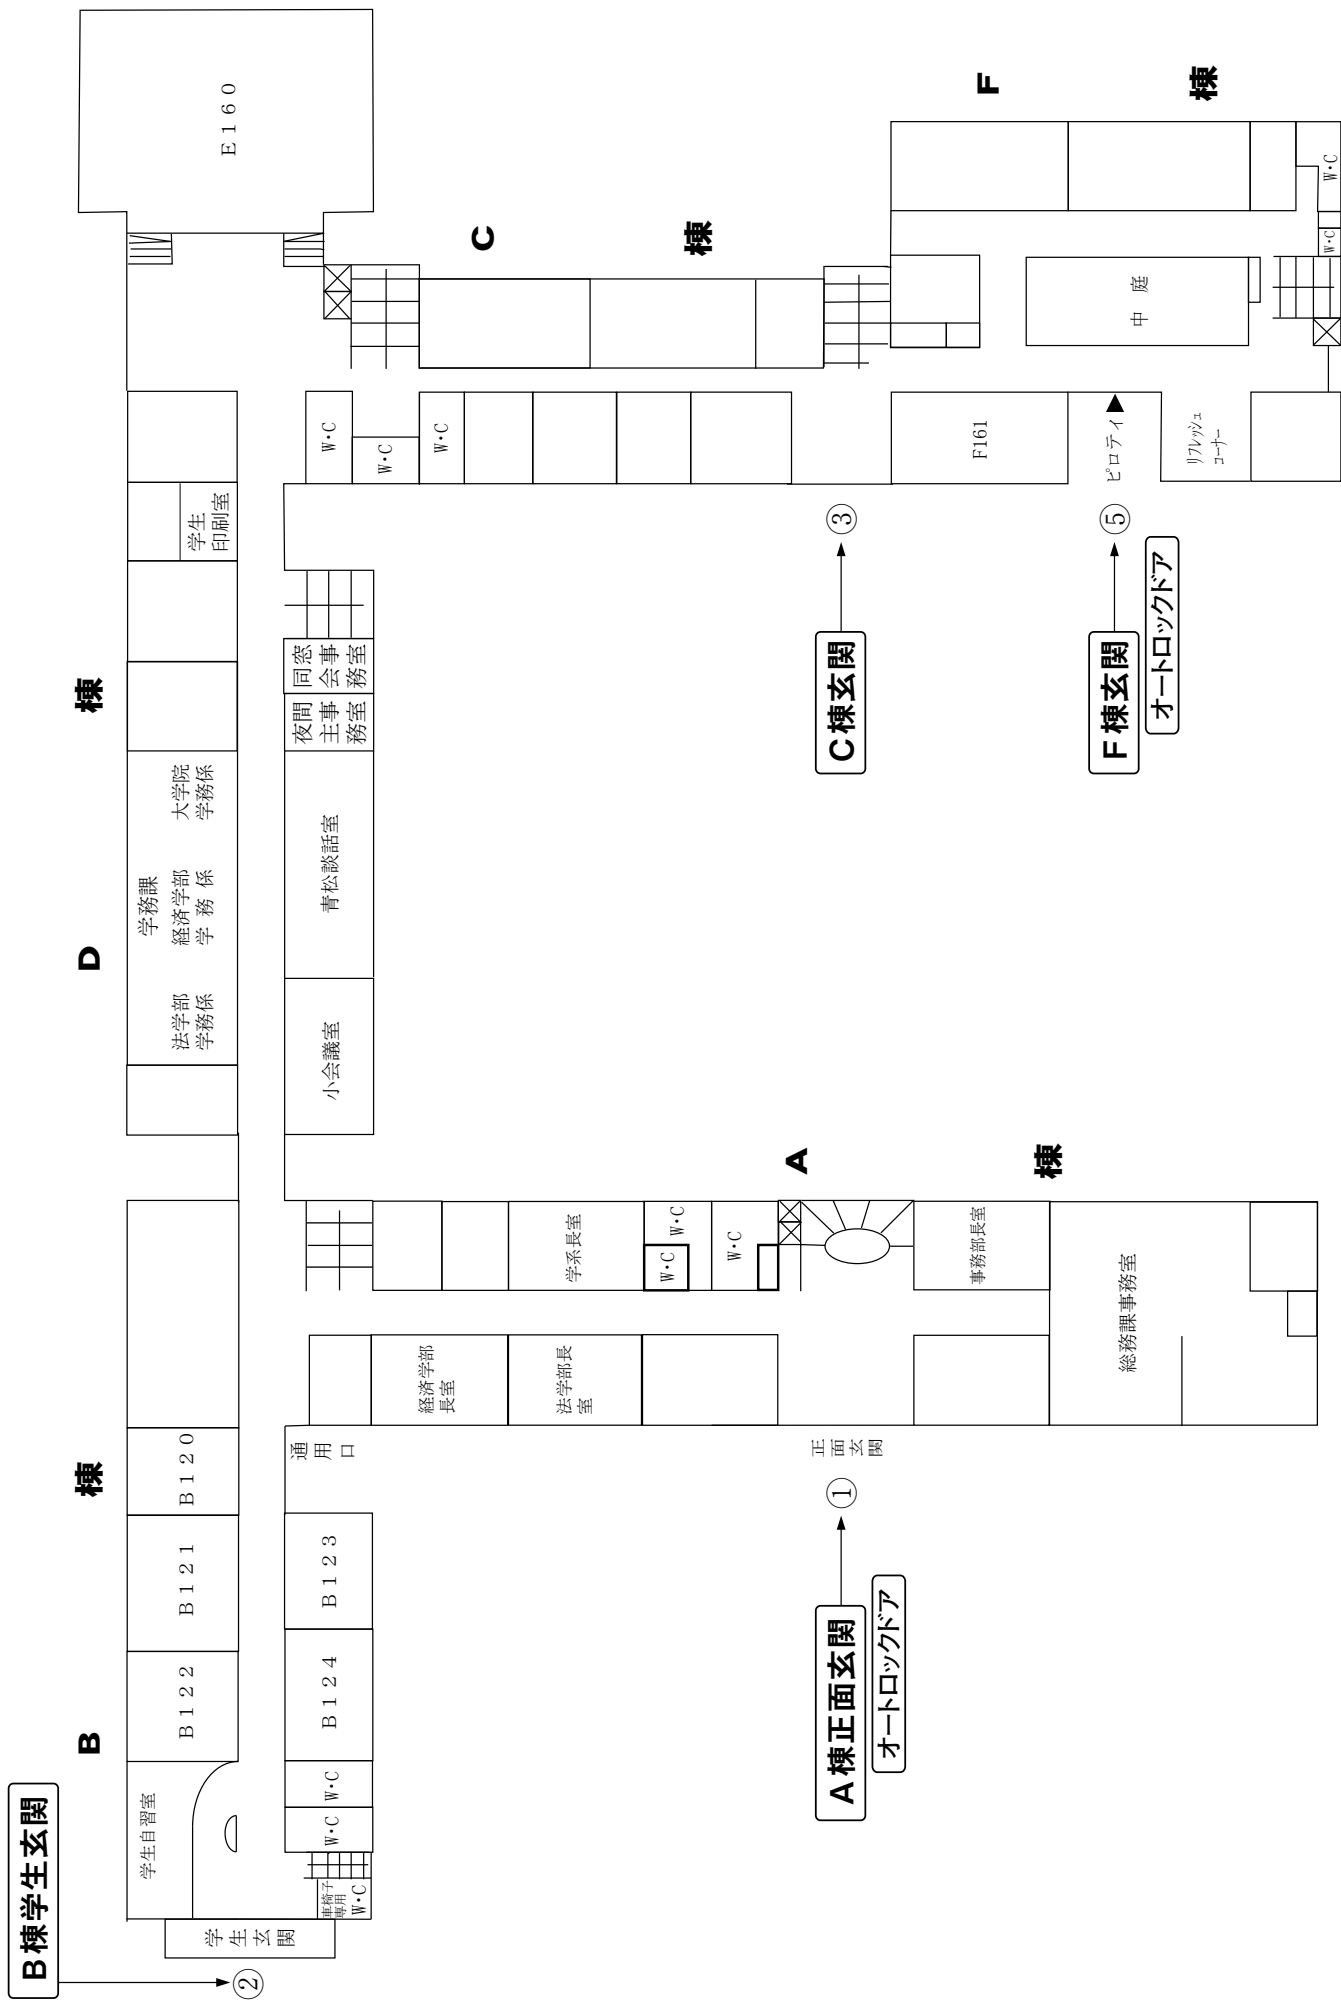 B棟学生玄関
②
学生
玄関
学生自習室
B
棟
B122
B121
B120
車椅子
専用
W・C
W・C
W・C
B124
B123
通
用
口
D
棟
法学部
学務係
学務課
経済学部
学務係
大学院
学務係
学生
印刷室
小会議室
青松談話室
夜間
主事
務室
同窓
会事
務室
E160
A棟正面玄関
オートロックドア
①
正
面
玄
関
経済学部
長室
法学部長
室
学系長室
W・C
W・C
W・C
A
棟
事務部長室
総務課事務室
C棟玄関
③
W・C
W・C
W・C
C
棟
F棟玄関
オートロックドア
⑤
ピロティ▲
F161
リフレッシュ
コーナー
中 庭
W・C
W・C
F
棟